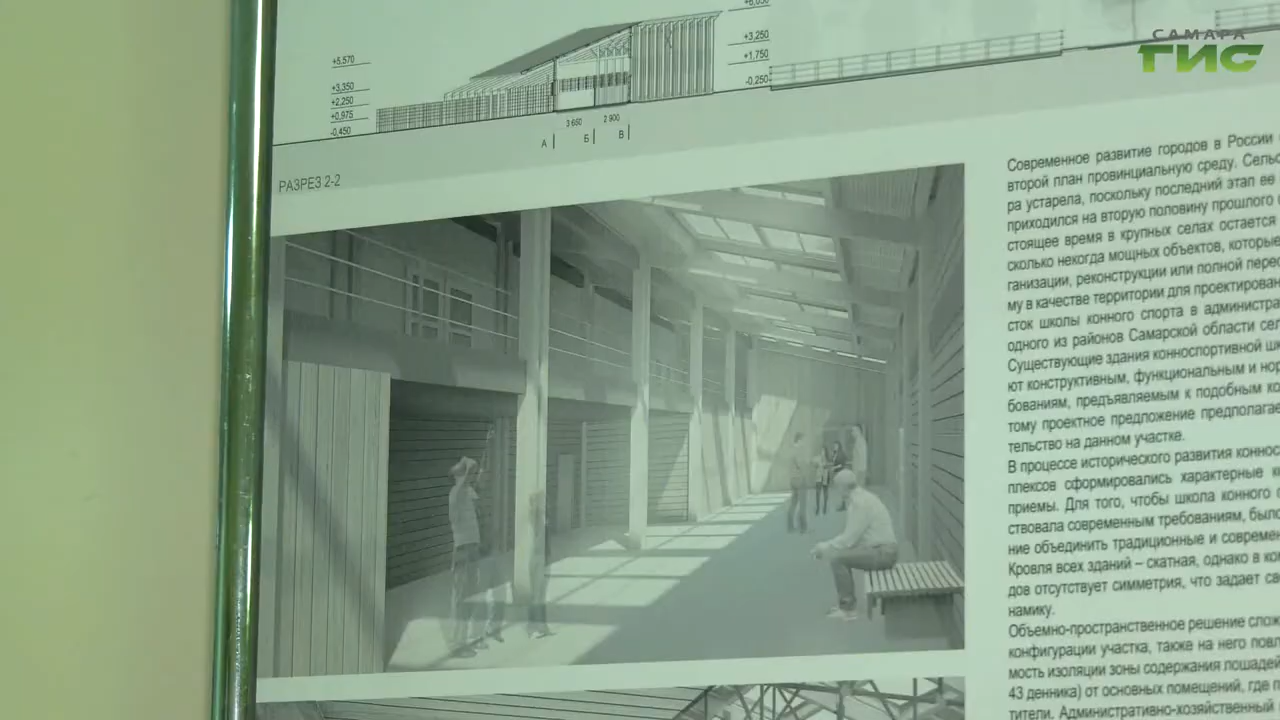 САМАРА
ГИС
+5,570
+3,350
+2,250
+0,975
-0,450
+3,250
+1,750
-0,250
3 650
2 900
А
Б
В
РАЗРЕЗ 2-2
Современное развитие городов в России
второй план провинциальную среду. Сельс
ра устарела, поскольку последний этап ее
приходился на вторую половину прошлого
стоящее время в крупных селах остается
сколько некогда мощных объектов, которые
ганизации, реконструкции или полной перес
му в качестве территории для проектирован
сток школы конного спорта в администра
одного из районов Самарской области сел
Существующие здания конноспортивной шк
ют конструктивным, функциональным и нор
бованиям, предъявляемым к подобным ко
тому проектное предложение предполагае
тельство на данном участке.
В процессе исторического развития коннос
плексов сформировались характерные
приемы. Для того, чтобы школа конного
ствовала современным требованиям, было
ние объединить традиционные и современ
Кровля всех зданий – скатная, однако в ко
дов отсутствует симметрия, что задает св
намику.
Объемно-пространственное решение слож
конфигурации участка, также на него повл
мость изоляции зоны содержания лошадей
43 денника) от основных помещений, где п
тители. Административно-хозяйственный